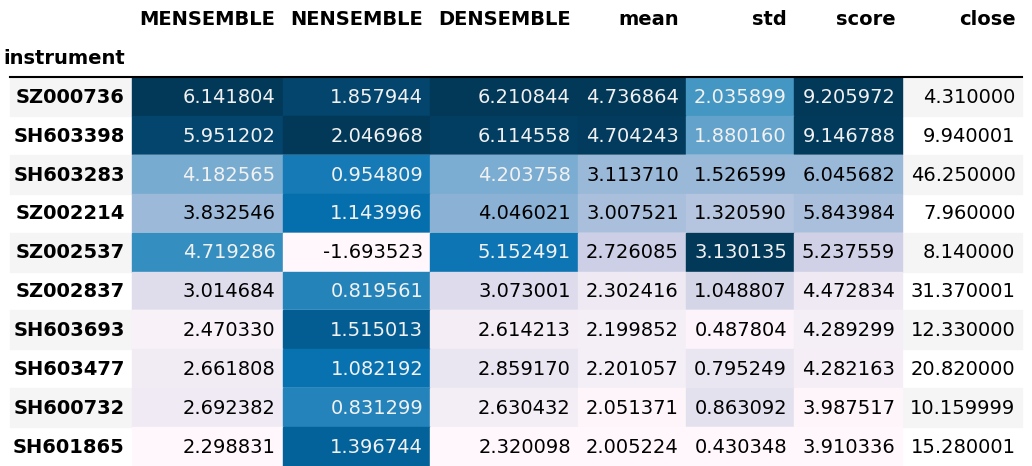 MENSEMBLE NENSEMBLE DENSEMBLE mean std score close
instrument
SZ000736 6.141804 1.857944 6.210844 4.736864 2.035899 9.205972 4.310000
SH603398 5.951202 2.046968 6.114558 4.704243 1.880160 9.146788 9.940001
SH603283 4.182565 0.954809 4.203758 3.113710 1.526599 6.045682 46.250000
SZ002214 3.832546 1.143996 4.046021 3.007521 1.320590 5.843984 7.960000
SZ002537 4.719286 -1.693523 5.152491 2.726085 3.130135 5.237559 8.140000
SZ002837 3.014684 0.819561 3.073001 2.302416 1.048807 4.472834 31.370001
SH603693 2.470330 1.515013 2.614213 2.199852 0.487804 4.289299 12.330000
SH603477 2.661808 1.082192 2.859170 2.201057 0.795249 4.282163 20.820000
SH600732 2.692382 0.831299 2.630432 2.051371 0.863092 3.987517 10.159999
SH601865 2.298831 1.396744 2.320098 2.005224 0.430348 3.910336 15.280001